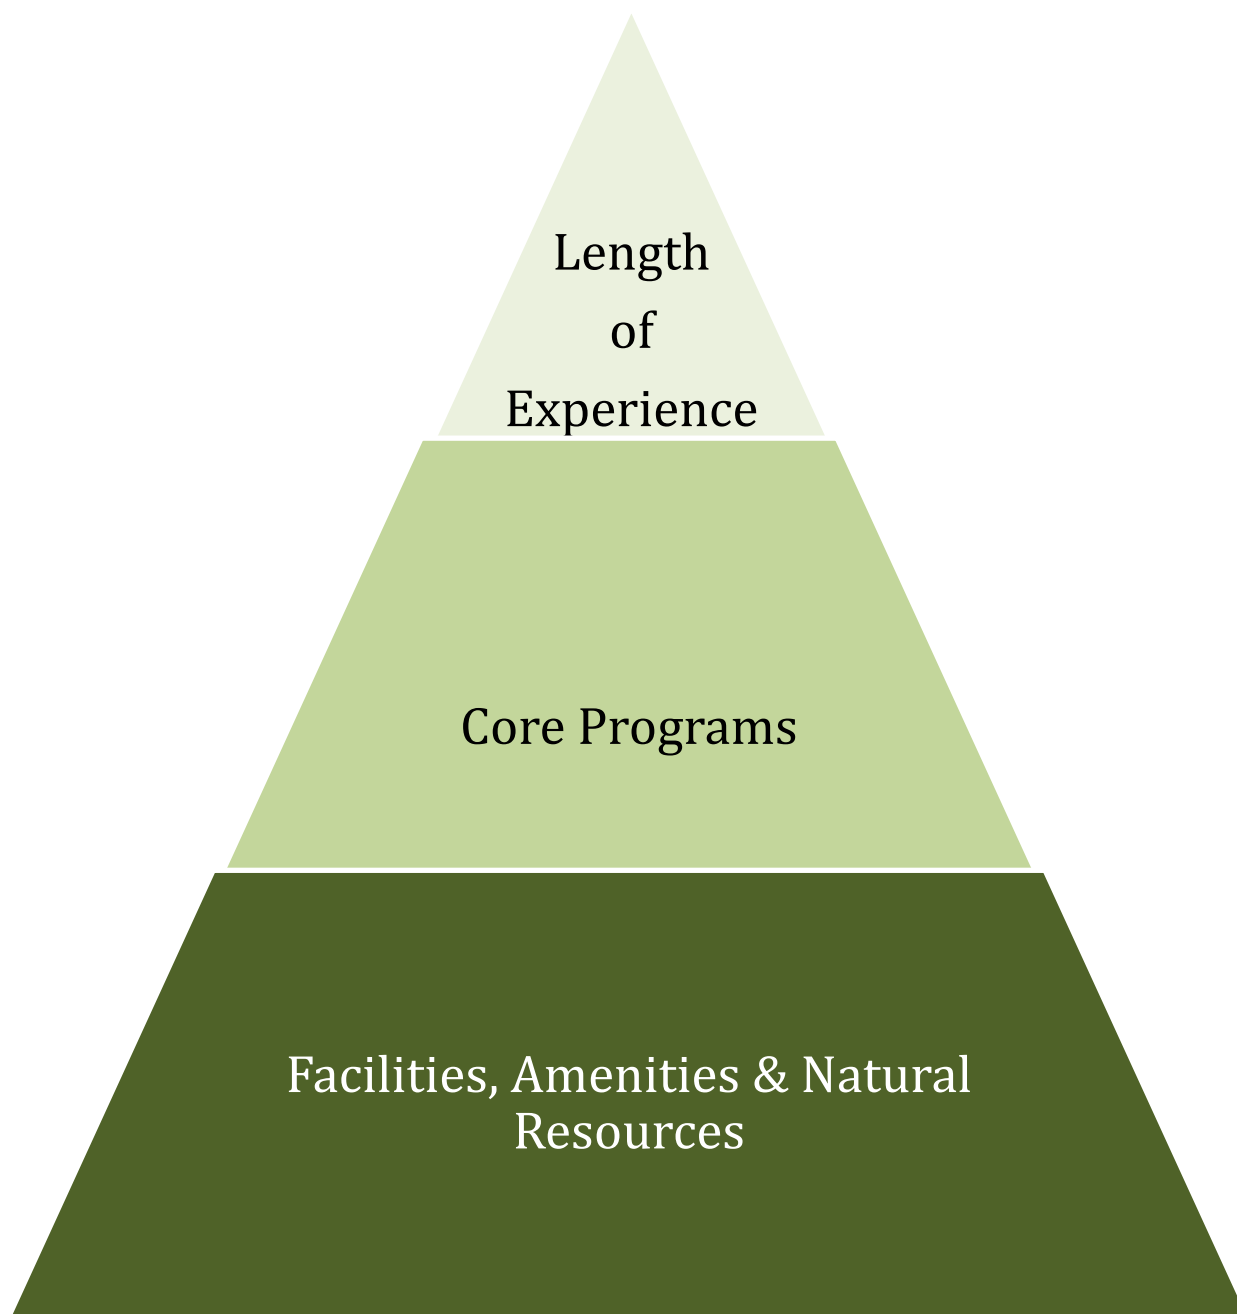 Length
of
Experience
Core Programs
Facilities, Amenities & Natural
Resources